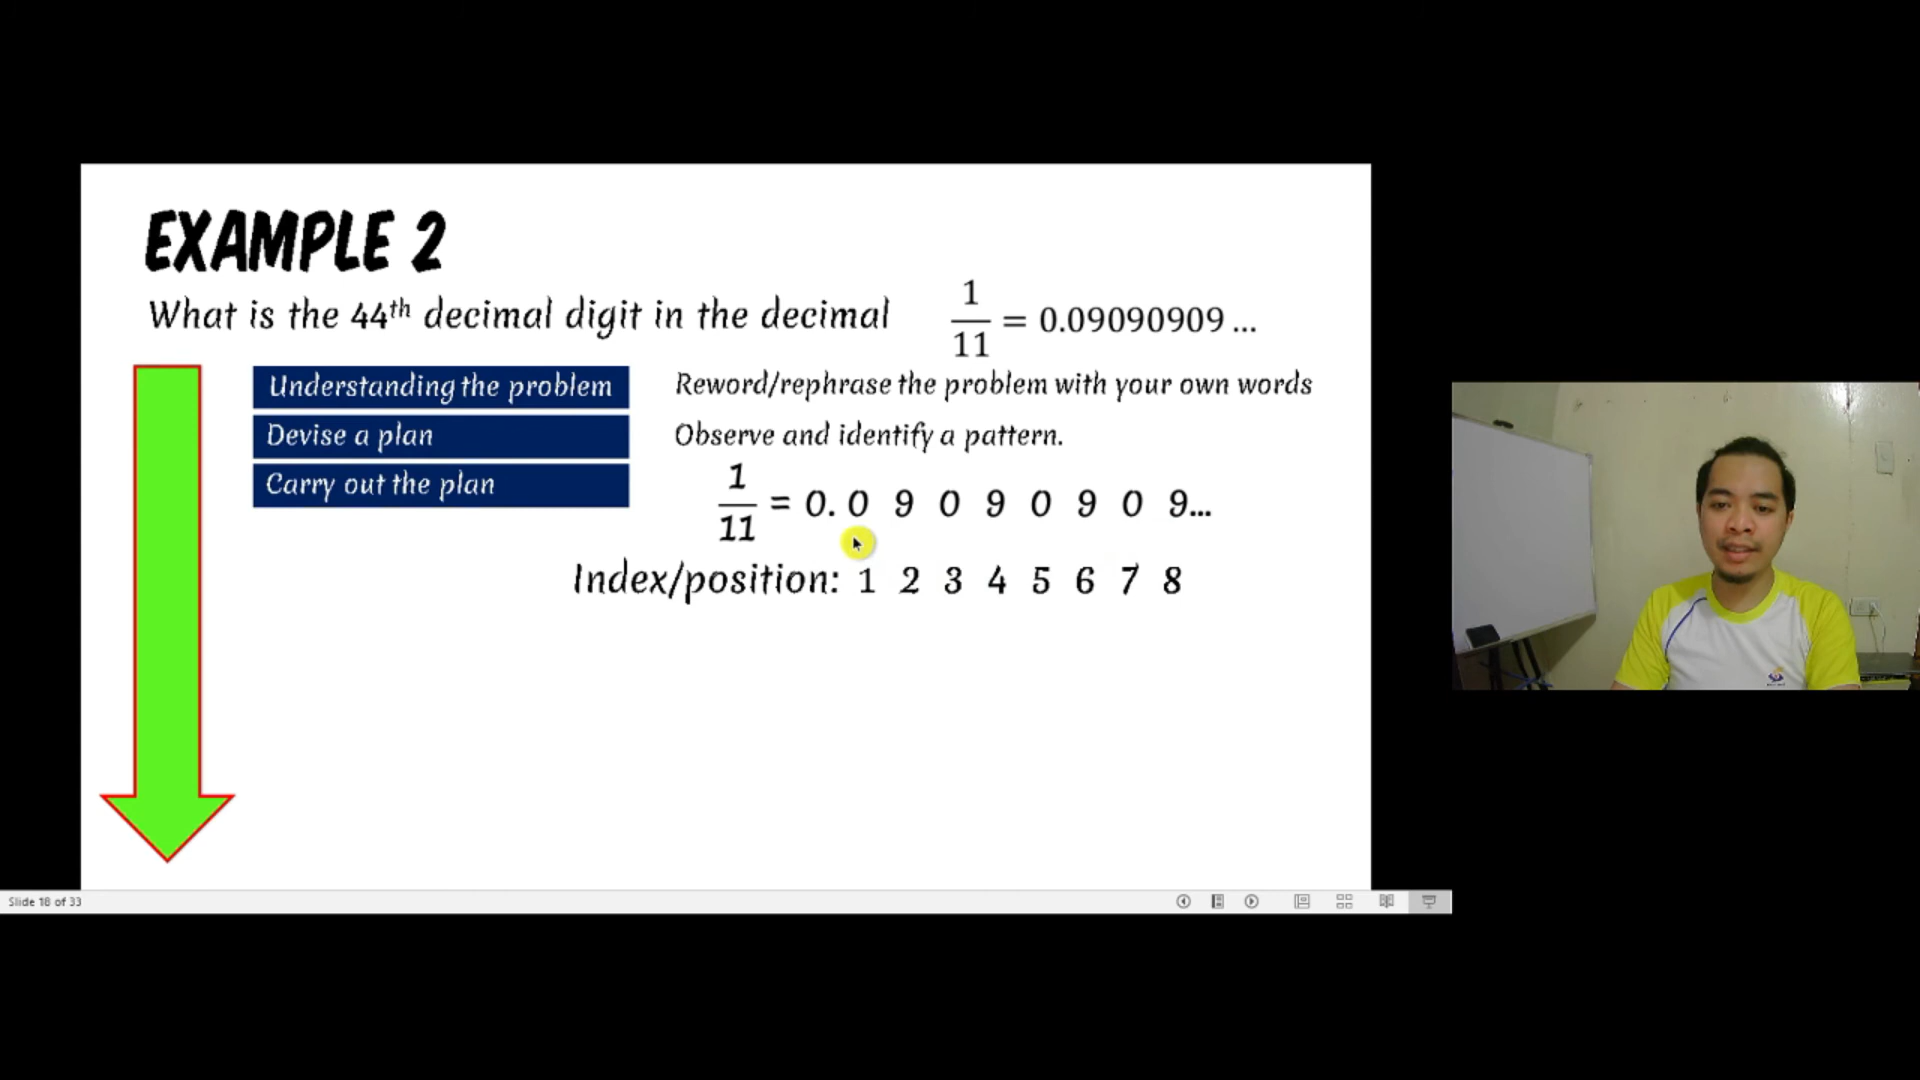 EXAMPLE 2
What is the 44th decimal digit in the decimal 1/11 = 0.09090909 ...
Understanding the problem Reword/rephrase the problem with your own words
Devise a plan Observe and identify a pattern.
Carry out the plan
1/11 = 0. 0 9 0 9 0 9 0 9...
Index/position: 1 2 3 4 5 6 7 8
Slide 18 of 33